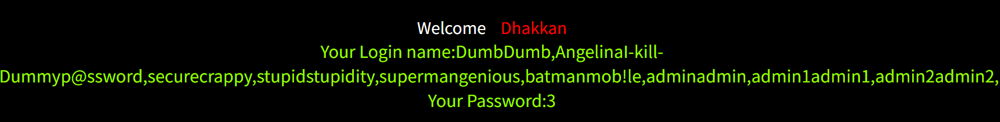 Welcome Dhakkan
Your Login name:DumbDumb,AngelinaI-kill-
Dummyp@ssword,securecrappy,stupidstupidity,supermangenious,batmanmob!le,adminadmin,admin1admin1,admin2admin2,
Your Password:3